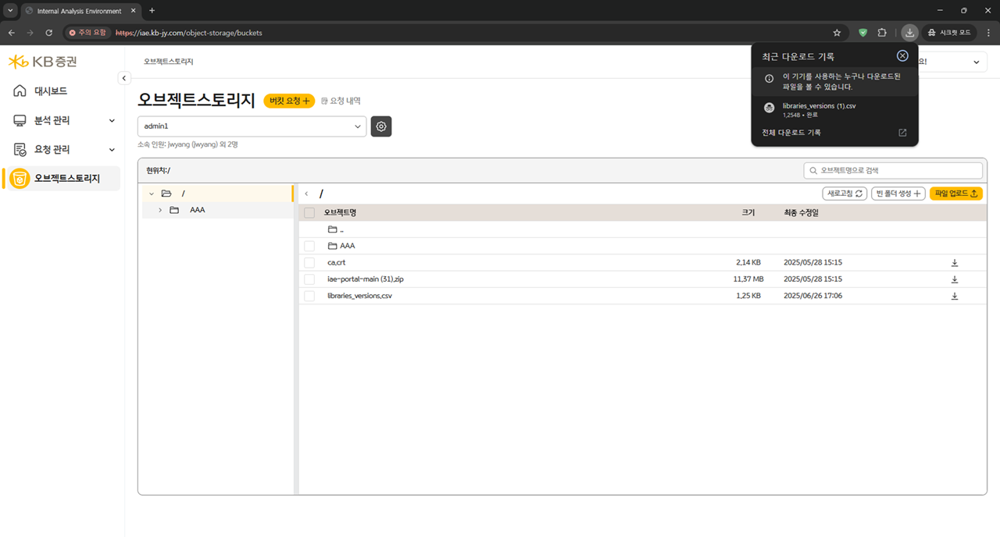 Internal Analysis Environment
주의 요함
https://iae.kb-jy.com/object-storage/buckets
시크릿 모드
최근 다운로드 기록
이 기기를 사용하는 누구나 다운로드된
파일을 볼 수 있습니다.
libraries_versions (1).csv
1,254B • 완료
전체 다운로드 기록
요!
KB증권
대시보드
분석 관리
요청 관리
오브젝트스토리지
오브젝트스토리지
오브젝트스토리지
버킷 요청
요청 내역
admin1
소속 인원: jwyang (jwyang) 외 2명
현위치:/
오브젝트명으로 검색
/
AAA
/
새로고침
빈 폴더 생성
파일 업로드
오브젝트명 크기 최종 수정일
..
AAA
ca.crt 2.14 KB 2025/05/28 15:15
iae-portal-main (31).zip 11.37 MB 2025/05/28 15:15
libraries_versions.csv 1.25 KB 2025/06/26 17:06